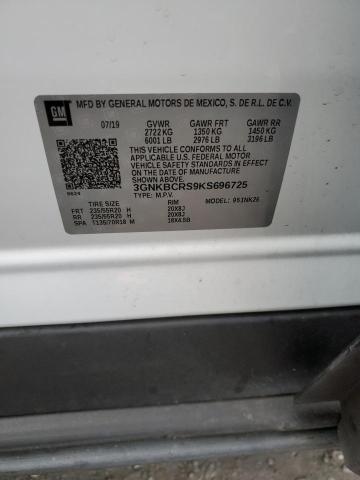 GM
MFD BY GENERAL MOTORS DE MEXICO, S. DE R.L. DE C.V.
07/19 GVWR GAWR FRT GAWR RR
2722 KG 1350 KG 1450 KG
6001 LB 2976 LB 3196 LB
THIS VEHICLE CONFORMS TO ALL
APPLICABLE U.S. FEDERAL MOTOR
VEHICLE SAFETY STANDARDS IN EFFECT
ON THE DATE OF MANUFACTURE
SHOWN ABOVE.
3GNKBCRS9KS696725
TYPE: M.P.V. MODEL:
TIRE SIZE RIM
FRT 235/55R20 H 20X8J
RR 235/55R20 H 20X8J
SPA T135/70R18 M 18X4.5B